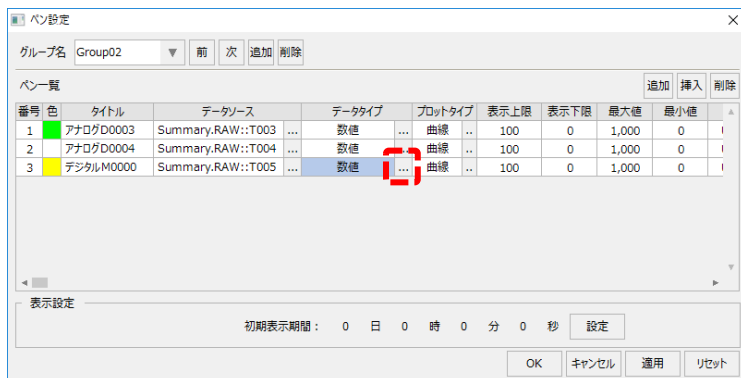 ペン設定
グループ名 Group02 前 次 追加 削除
ペン一覧 追加 挿入 削除
番号 色 タイトル データソース データタイプ プロットタイプ 表示上限 表示下限 最大値 最小値
1 アナログD0003 Summary.RAW::T003 ... 数値 ... 曲線 .. 100 0 1,000 0
2 アナログD0004 Summary.RAW::T004 ... 数値 ... 曲線 .. 100 0 1,000 0
3 デジタルM0000 Summary.RAW::T005 ... 数値 ... 曲線 .. 100 0 1,000 0
表示設定
初期表示期間： 0 日 0 時 0 分 0 秒 設定
OK キャンセル 適用 リセット